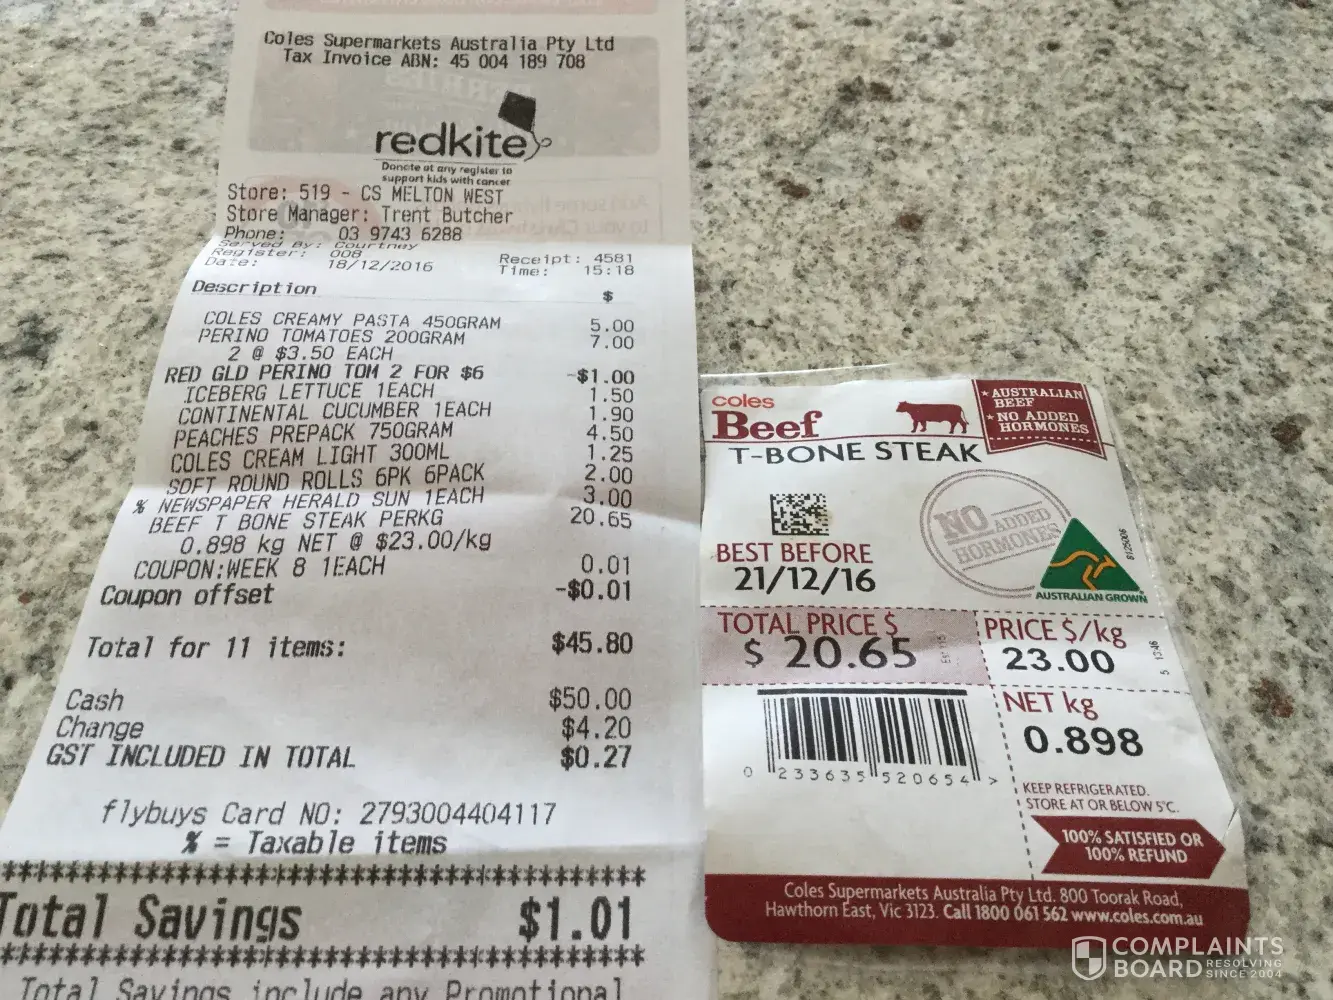 Coles Supermarkets Australia Pty Ltd
Tax Invoice ABN: 45 004 189 708
redkite
Donate at any register to
support kids with cancer
Store: 519 - CS MELTON WEST
Store Manager: Trent Butcher
Phone: 03 9743 6288
Served By: Courtney
Register: 008 Receipt: 4581
Date: 18/12/2016 Time: 15:18
Description $
COLES CREAMY PASTA 450GRAM 5.00
PERINO TOMATOES 200GRAM 7.00
2 @ $3.50 EACH
RED GLD PERINO TOM 2 FOR $6 -$1.00
ICEBERG LETTUCE 1EACH 1.50
CONTINENTAL CUCUMBER 1EACH 1.90
PEACHES PREPACK 750GRAM 4.50
COLES CREAM LIGHT 300ML 1.25
SOFT ROUND ROLLS 6PK 6PACK 2.00
% NEWSPAPER HERALD SUN 1EACH 3.00
BEEF T BONE STEAK PERKG 20.65
0.898 kg NET @ $23.00/kg
COUPON:WEEK 8 1EACH 0.01
Coupon offset -$0.01
Total for 11 items: $45.80
Cash $50.00
Change $4.20
GST INCLUDED IN TOTAL $0.27
flybuys Card NO: 2793004404117
% = Taxable items
Total Savings $1.01
Total Savings include any Promotional
coles
Beef
T-BONE STEAK
AUSTRALIAN
BEEF
NO ADDED
HORMONES
NO ADDED
HORMONES
BEST BEFORE
21/12/16
AUSTRALIAN GROWN
8125006
TOTAL PRICE $
$ 20.65
PRICE $/kg
23.00
NET kg
0.898
0 233635 520654 >
KEEP REFRIGERATED.
STORE AT OR BELOW 5°C.
100% SATISFIED OR
100% REFUND
Coles Supermarkets Australia Pty Ltd. 800 Toorak Road,
Hawthorn East, Vic 3123. Call 1800 061 562 www.coles.com.au
COMPLAINTS
BOARD RESOLVING
SINCE 2004